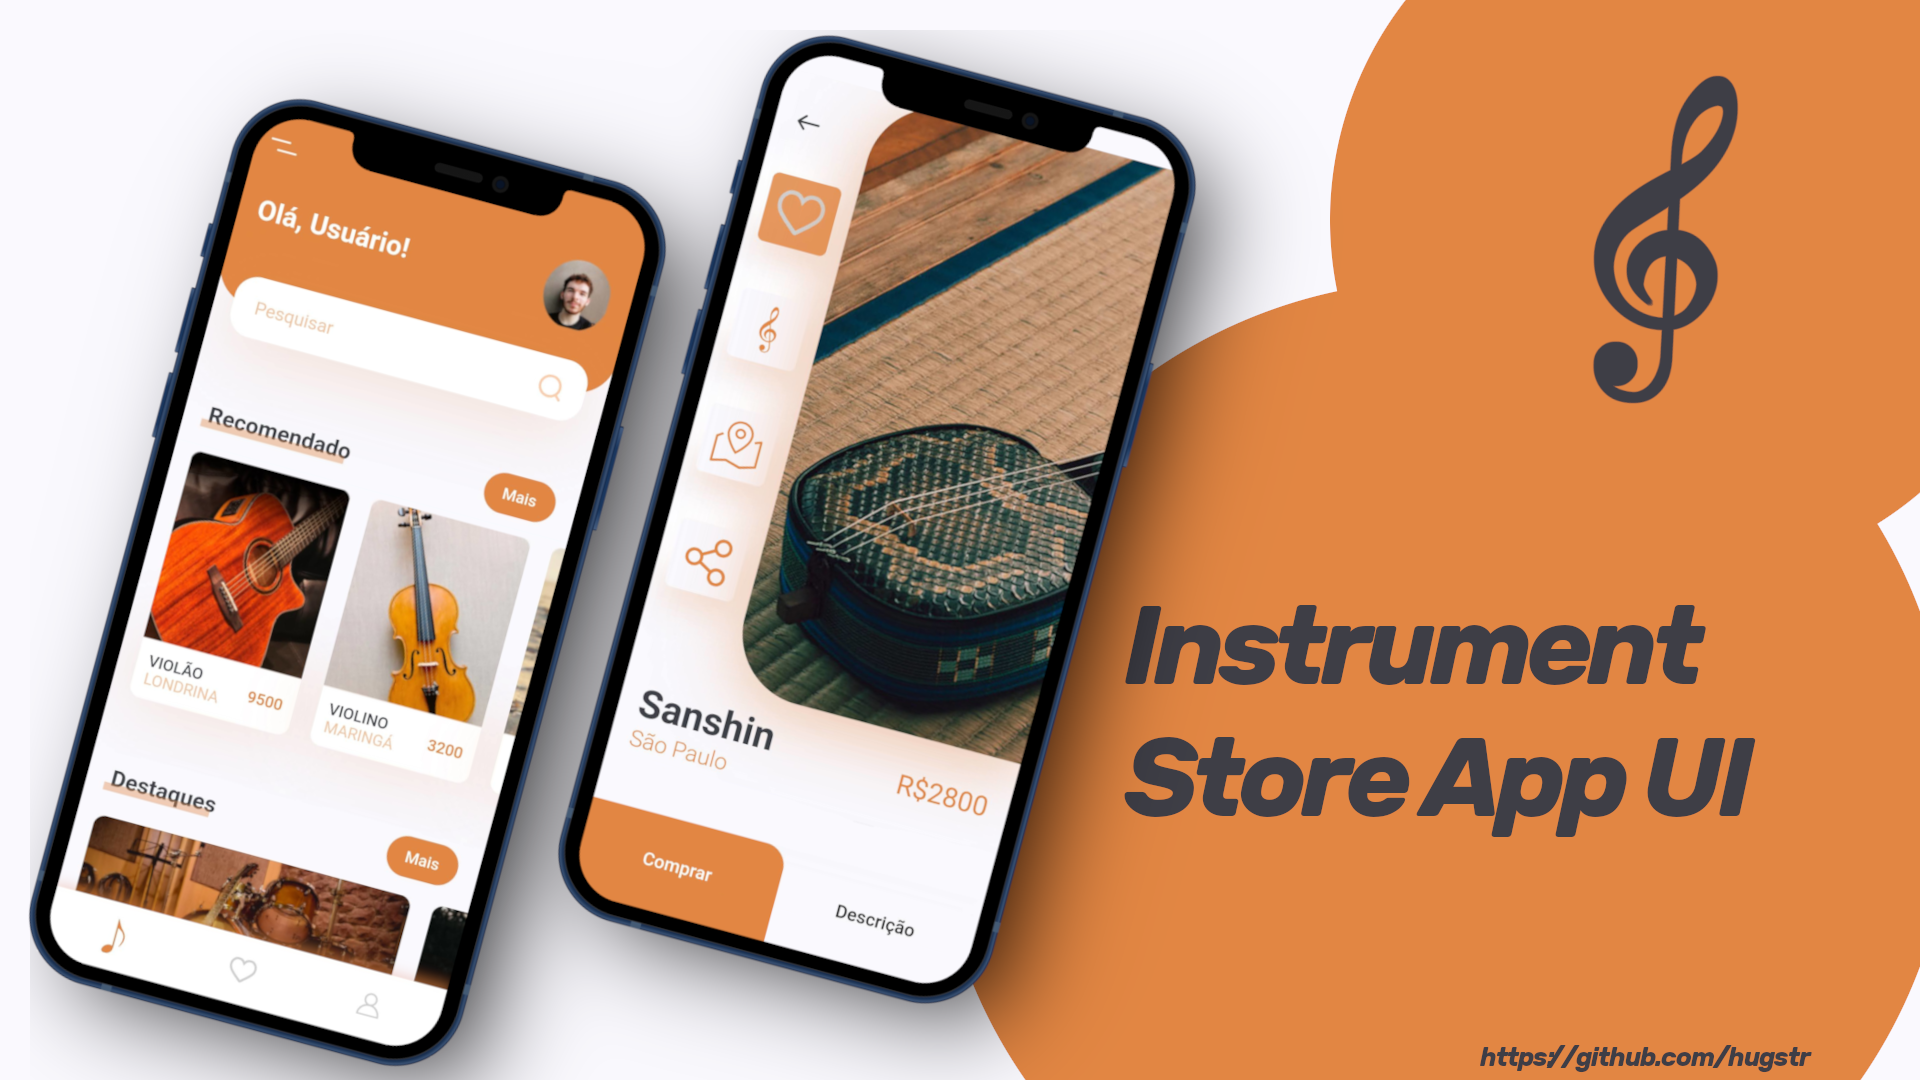 Olá, Usuário!
Pesquisar
Recomendado
Mais
VIOLÃO
LONDRINA
9500
VIOLINO
MARINGÁ
3200
Destaques
Mais
Sanshin
São Paulo
R$2800
Comprar
Descrição
Instrument
Store App UI
https://github.com/hugstr